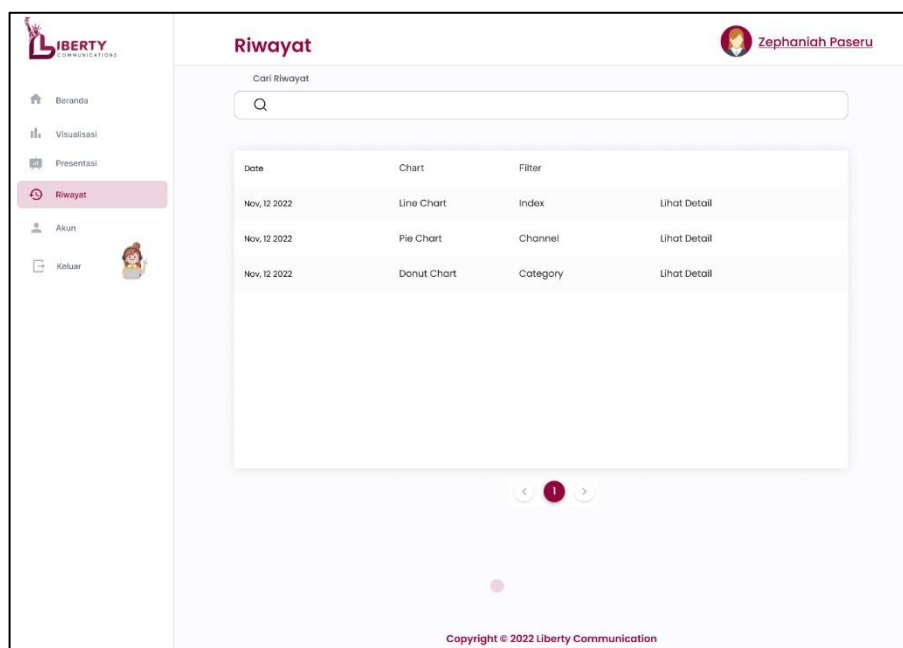 LIBERTY
COMMUNICATIONS
Riwayat
Zephaniah Paseru
Beranda
Visualisasi
Presentasi
Riwayat
Akun
Keluar
Cari Riwayat
Date Chart Filter
Nov, 12 2022 Line Chart Index Lihat Detail
Nov, 12 2022 Pie Chart Channel Lihat Detail
Nov, 12 2022 Donut Chart Category Lihat Detail
< 1 >
Copyright © 2022 Liberty Communication